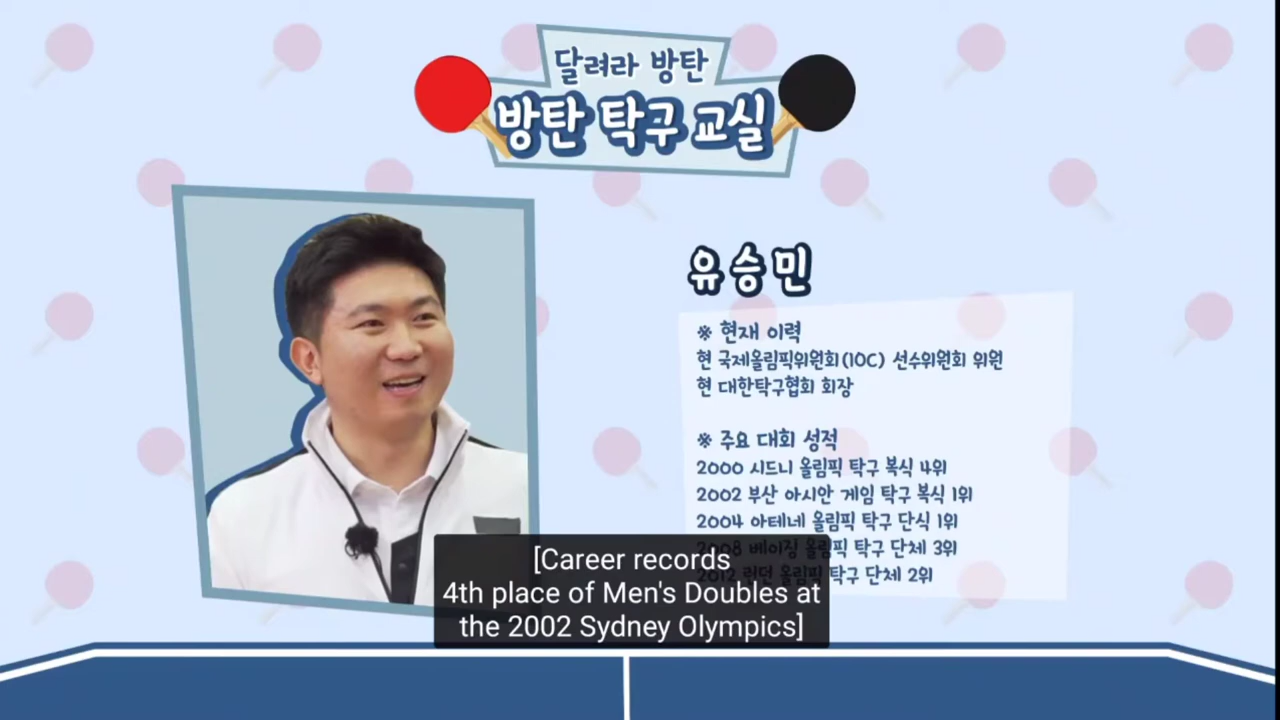 달려라 방탄
방탄 탁구 교실
유승민
※ 현재 이력
현 국제올림픽위원회(IOC) 선수위원회 위원
현 대한탁구협회 회장
※ 주요 대회 성적
2000 시드니 올림픽 탁구 복식 4위
2002 부산 아시안 게임 탁구 복식 1위
2004 아테네 올림픽 탁구 단식 1위
2008 베이징 올림픽 탁구 단체 3위
2012 런던 올림픽 탁구 단체 2위
[Career records
4th place of Men's Doubles at
the 2002 Sydney Olympics]